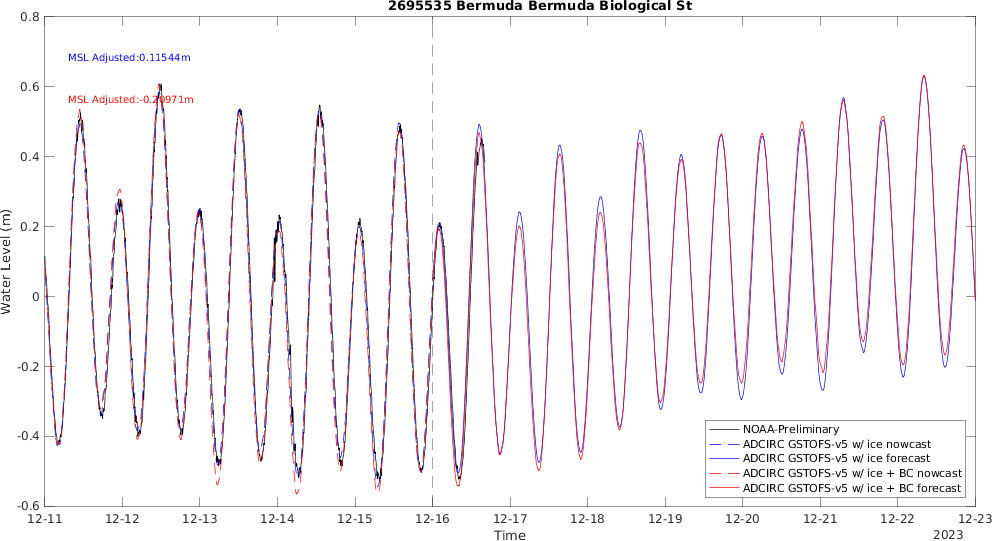 2695535 Bermuda Bermuda Biological St
0.8
0.6
0.4
0.2
0
-0.2
-0.4
-0.6
Water Level (m)
MSL Adjusted:0.11544m
MSL Adjusted:-0.20971m
NOAA-Preliminary
ADCIRC GSTOFS-v5 w/ ice nowcast
ADCIRC GSTOFS-v5 w/ ice forecast
ADCIRC GSTOFS-v5 w/ ice + BC nowcast
ADCIRC GSTOFS-v5 w/ ice + BC forecast
12-11 12-12 12-13 12-14 12-15 12-16 12-17 12-18 12-19 12-20 12-21 12-22 12-23
Time
2023